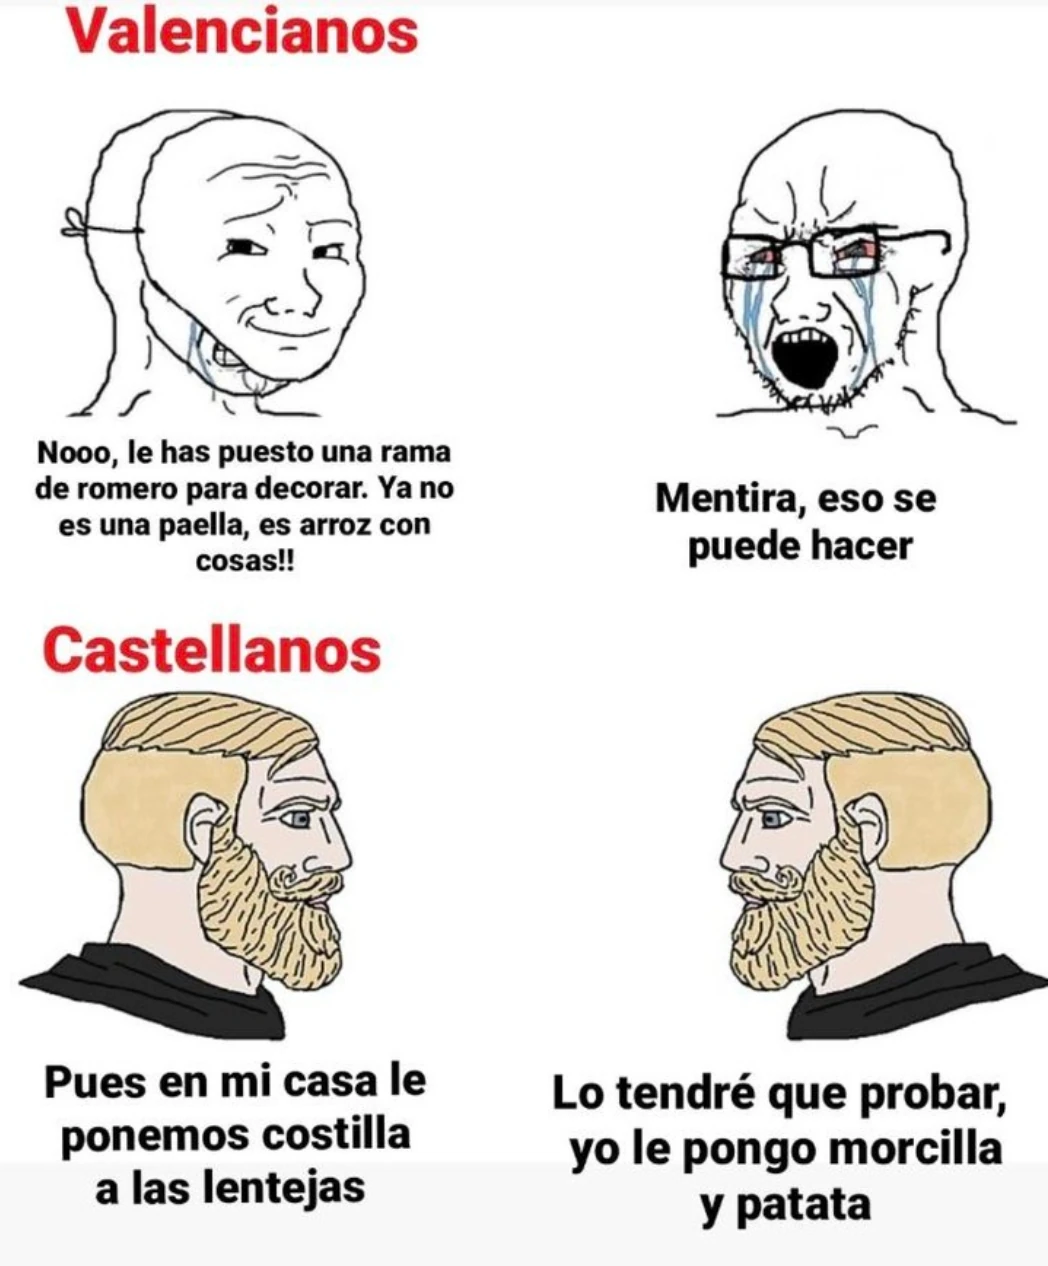 Valencianos
Nooo, le has puesto una rama
de romero para decorar. Ya no
es una paella, es arroz con
cosas!!
Mentira, eso se
puede hacer
Castellanos
Pues en mi casa le
ponemos costilla
a las lentejas
Lo tendré que probar,
yo le pongo morcilla
y patata